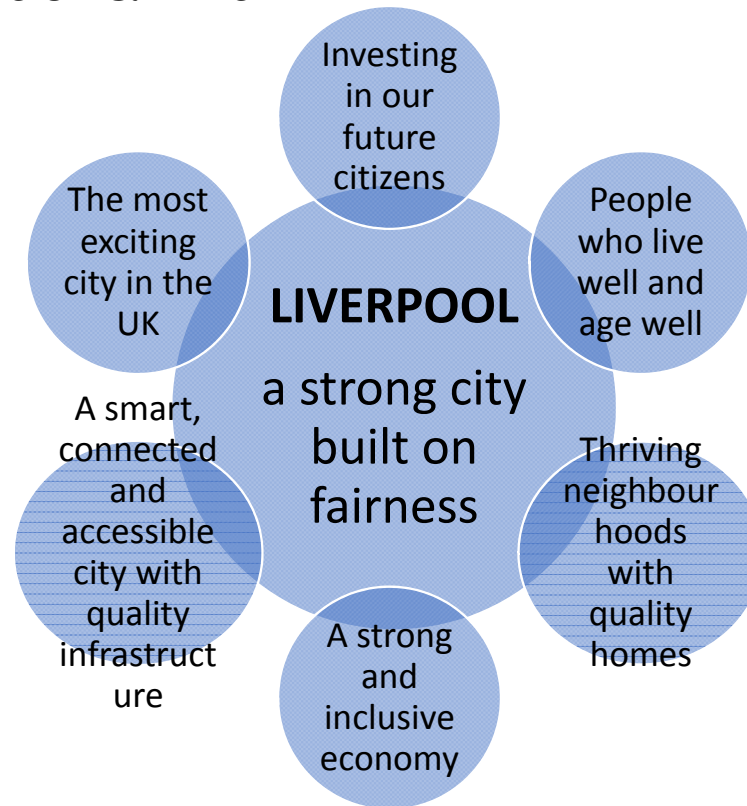 Investing
in our
future
citizens
The most
exciting
city in the
UK
People
who live
well and
age well
LIVERPOOL
a strong city
built on
fairness
A smart,
connected
and
accessible
city with
quality
infrastruct
ure
Thriving
neighbour
hoods
with
quality
homes
A strong
and
inclusive
economy